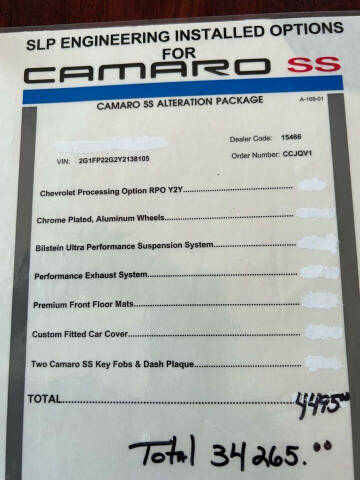 SLP ENGINEERING INSTALLED OPTIONS
FOR
CAMARO SS
CAMARO SS ALTERATION PACKAGE A-109-01
Dealer Code: 15466
VIN: 2G1FP22G2Y2138105 Order Number: CCJQV1
Chevrolet Processing Option RPO Y2Y
Chrome Plated, Aluminum Wheels
Bilstein Ultra Performance Suspension System
Performance Exhaust System
Premium Front Floor Mats
Custom Fitted Car Cover
Two Camaro SS Key Fobs & Dash Plaque
TOTAL 4495.00
Total 34265.00